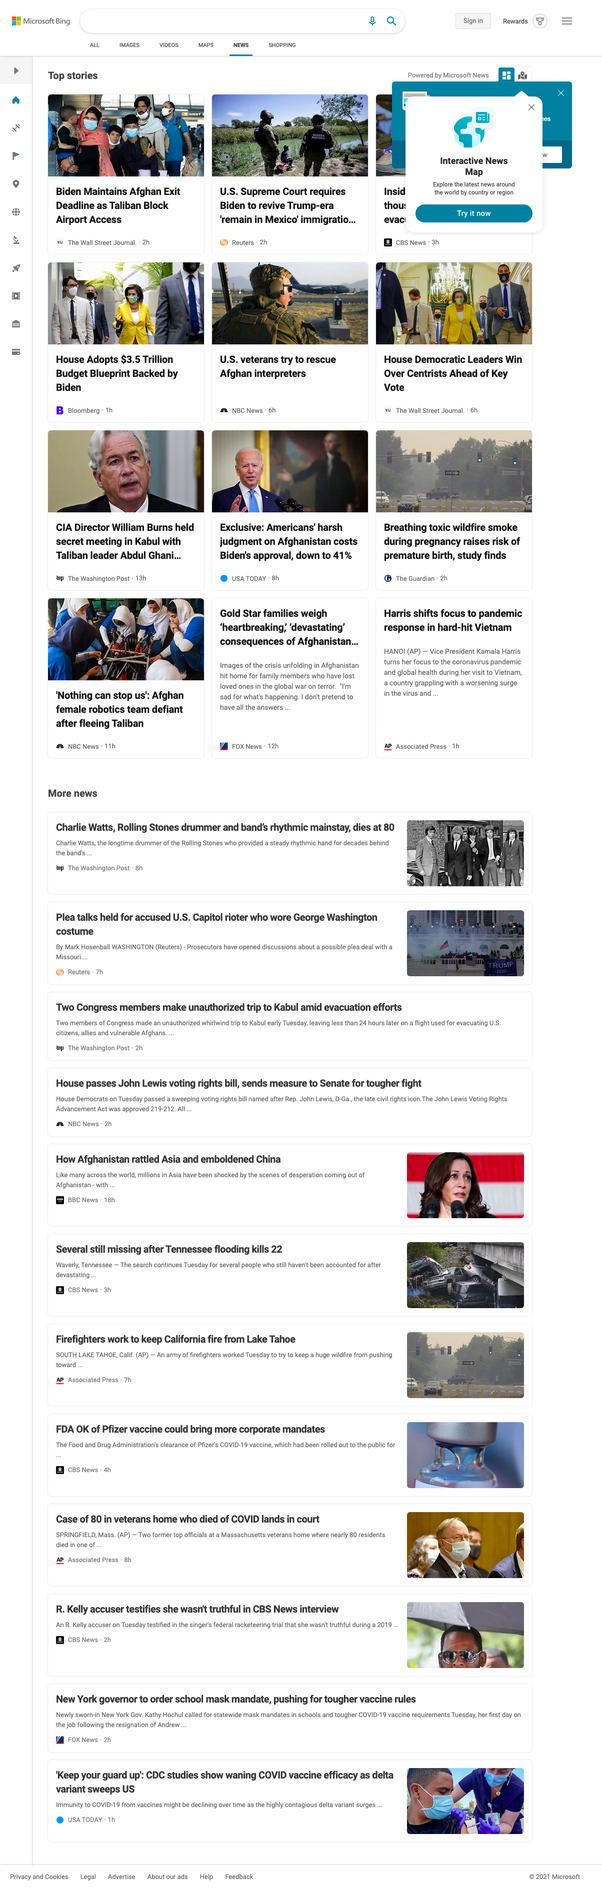 Microsoft Bing
Sign in
Rewards
ALL
IMAGES
VIDEOS
MAPS
NEWS
SHOPPING
Top stories
Powered by Microsoft News
Interactive News
Map
Explore the latest news around
the world by country or region
Try it now
Biden Maintains Afghan Exit
Deadline as Taliban Block
Airport Access
The Wall Street Journal. · 2h
U.S. Supreme Court requires
Biden to revive Trump-era
'remain in Mexico' immigratio...
Reuters · 2h
Insid
thous
evacu
CBS News · 3h
House Adopts $3.5 Trillion
Budget Blueprint Backed by
Biden
Bloomberg · 1h
U.S. veterans try to rescue
Afghan interpreters
NBC News · 6h
House Democratic Leaders Win
Over Centrists Ahead of Key
Vote
The Wall Street Journal. · 6h
CIA Director William Burns held
secret meeting in Kabul with
Taliban leader Abdul Ghani...
The Washington Post · 13h
Exclusive: Americans' harsh
judgment on Afghanistan costs
Biden's approval, down to 41%
USA TODAY · 8h
Breathing toxic wildfire smoke
during pregnancy raises risk of
premature birth, study finds
The Guardian · 2h
'Nothing can stop us': Afghan
female robotics team defiant
after fleeing Taliban
NBC News · 11h
Gold Star families weigh
'heartbreaking,' 'devastating'
consequences of Afghanistan...
Images of the crisis unfolding in Afghanistan
hit home for family members who have lost
loved ones in the global war on terror. "I'm
sad for what's happening. I don't pretend to
have all the answers ...
FOX News · 12h
Harris shifts focus to pandemic
response in hard-hit Vietnam
HANOI (AP) — Vice President Kamala Harris
turns her focus to the coronavirus pandemic
and global health during her visit to Vietnam,
a country grappling with a worsening surge
in the virus and ...
Associated Press · 1h
More news
Charlie Watts, Rolling Stones drummer and band's rhythmic mainstay, dies at 80
Charlie Watts, the longtime drummer of the Rolling Stones who provided a steady rhythmic hand for decades behind
the band's ...
The Washington Post · 8h
Plea talks held for accused U.S. Capitol rioter who wore George Washington
costume
By Mark Hosenball WASHINGTON (Reuters) - Prosecutors have opened discussions about a possible plea deal with a
Missouri ...
Reuters · 7h
TRUMP
Two Congress members make unauthorized trip to Kabul amid evacuation efforts
Two members of Congress made an unauthorized whirlwind trip to Kabul early Tuesday, leaving less than 24 hours later on a flight used for evacuating U.S.
citizens, allies and vulnerable Afghans. ...
The Washington Post · 2h
House passes John Lewis voting rights bill, sends measure to Senate for tougher fight
House Democrats on Tuesday passed a sweeping voting rights bill named after Rep. John Lewis, D-Ga., the late civil rights icon.The John Lewis Voting Rights
Advancement Act was approved 219-212. All ...
NBC News · 2h
How Afghanistan rattled Asia and emboldened China
Like many across the world, millions in Asia have been shocked by the scenes of desperation coming out of
Afghanistan - with ...
BBC News · 18h
Several still missing after Tennessee flooding kills 22
Waverly, Tennessee — The search continues Tuesday for several people who still haven't been accounted for after
devastating ...
CBS News · 3h
Firefighters work to keep California fire from Lake Tahoe
SOUTH LAKE TAHOE, Calif. (AP) — An army of firefighters worked Tuesday to try to keep a huge wildfire from pushing
toward ...
Associated Press · 7h
FDA OK of Pfizer vaccine could bring more corporate mandates
The Food and Drug Administration's clearance of Pfizer's COVID-19 vaccine, which had been rolled out to the public for
...
CBS News · 4h
Case of 80 in veterans home who died of COVID lands in court
SPRINGFIELD, Mass. (AP) — Two former top officials at a Massachusetts veterans home where nearly 80 residents
died in one of ...
Associated Press · 8h
R. Kelly accuser testifies she wasn't truthful in CBS News interview
An R. Kelly accuser on Tuesday testified in the singer's federal racketeering trial that she wasn't truthful during a 2019 ...
CBS News · 2h
New York governor to order school mask mandate, pushing for tougher vaccine rules
Newly sworn-in New York Gov. Kathy Hochul called for statewide mask mandates in schools and tougher COVID-19 vaccine requirements Tuesday, her first day on
the job following the resignation of Andrew ...
FOX News · 2h
'Keep your guard up': CDC studies show waning COVID vaccine efficacy as delta
variant sweeps US
Immunity to COVID-19 from vaccines might be declining over time as the highly contagious delta variant surges ...
USA TODAY · 1h
Privacy and Cookies
Legal
Advertise
About our ads
Help
Feedback
© 2021 Microsoft